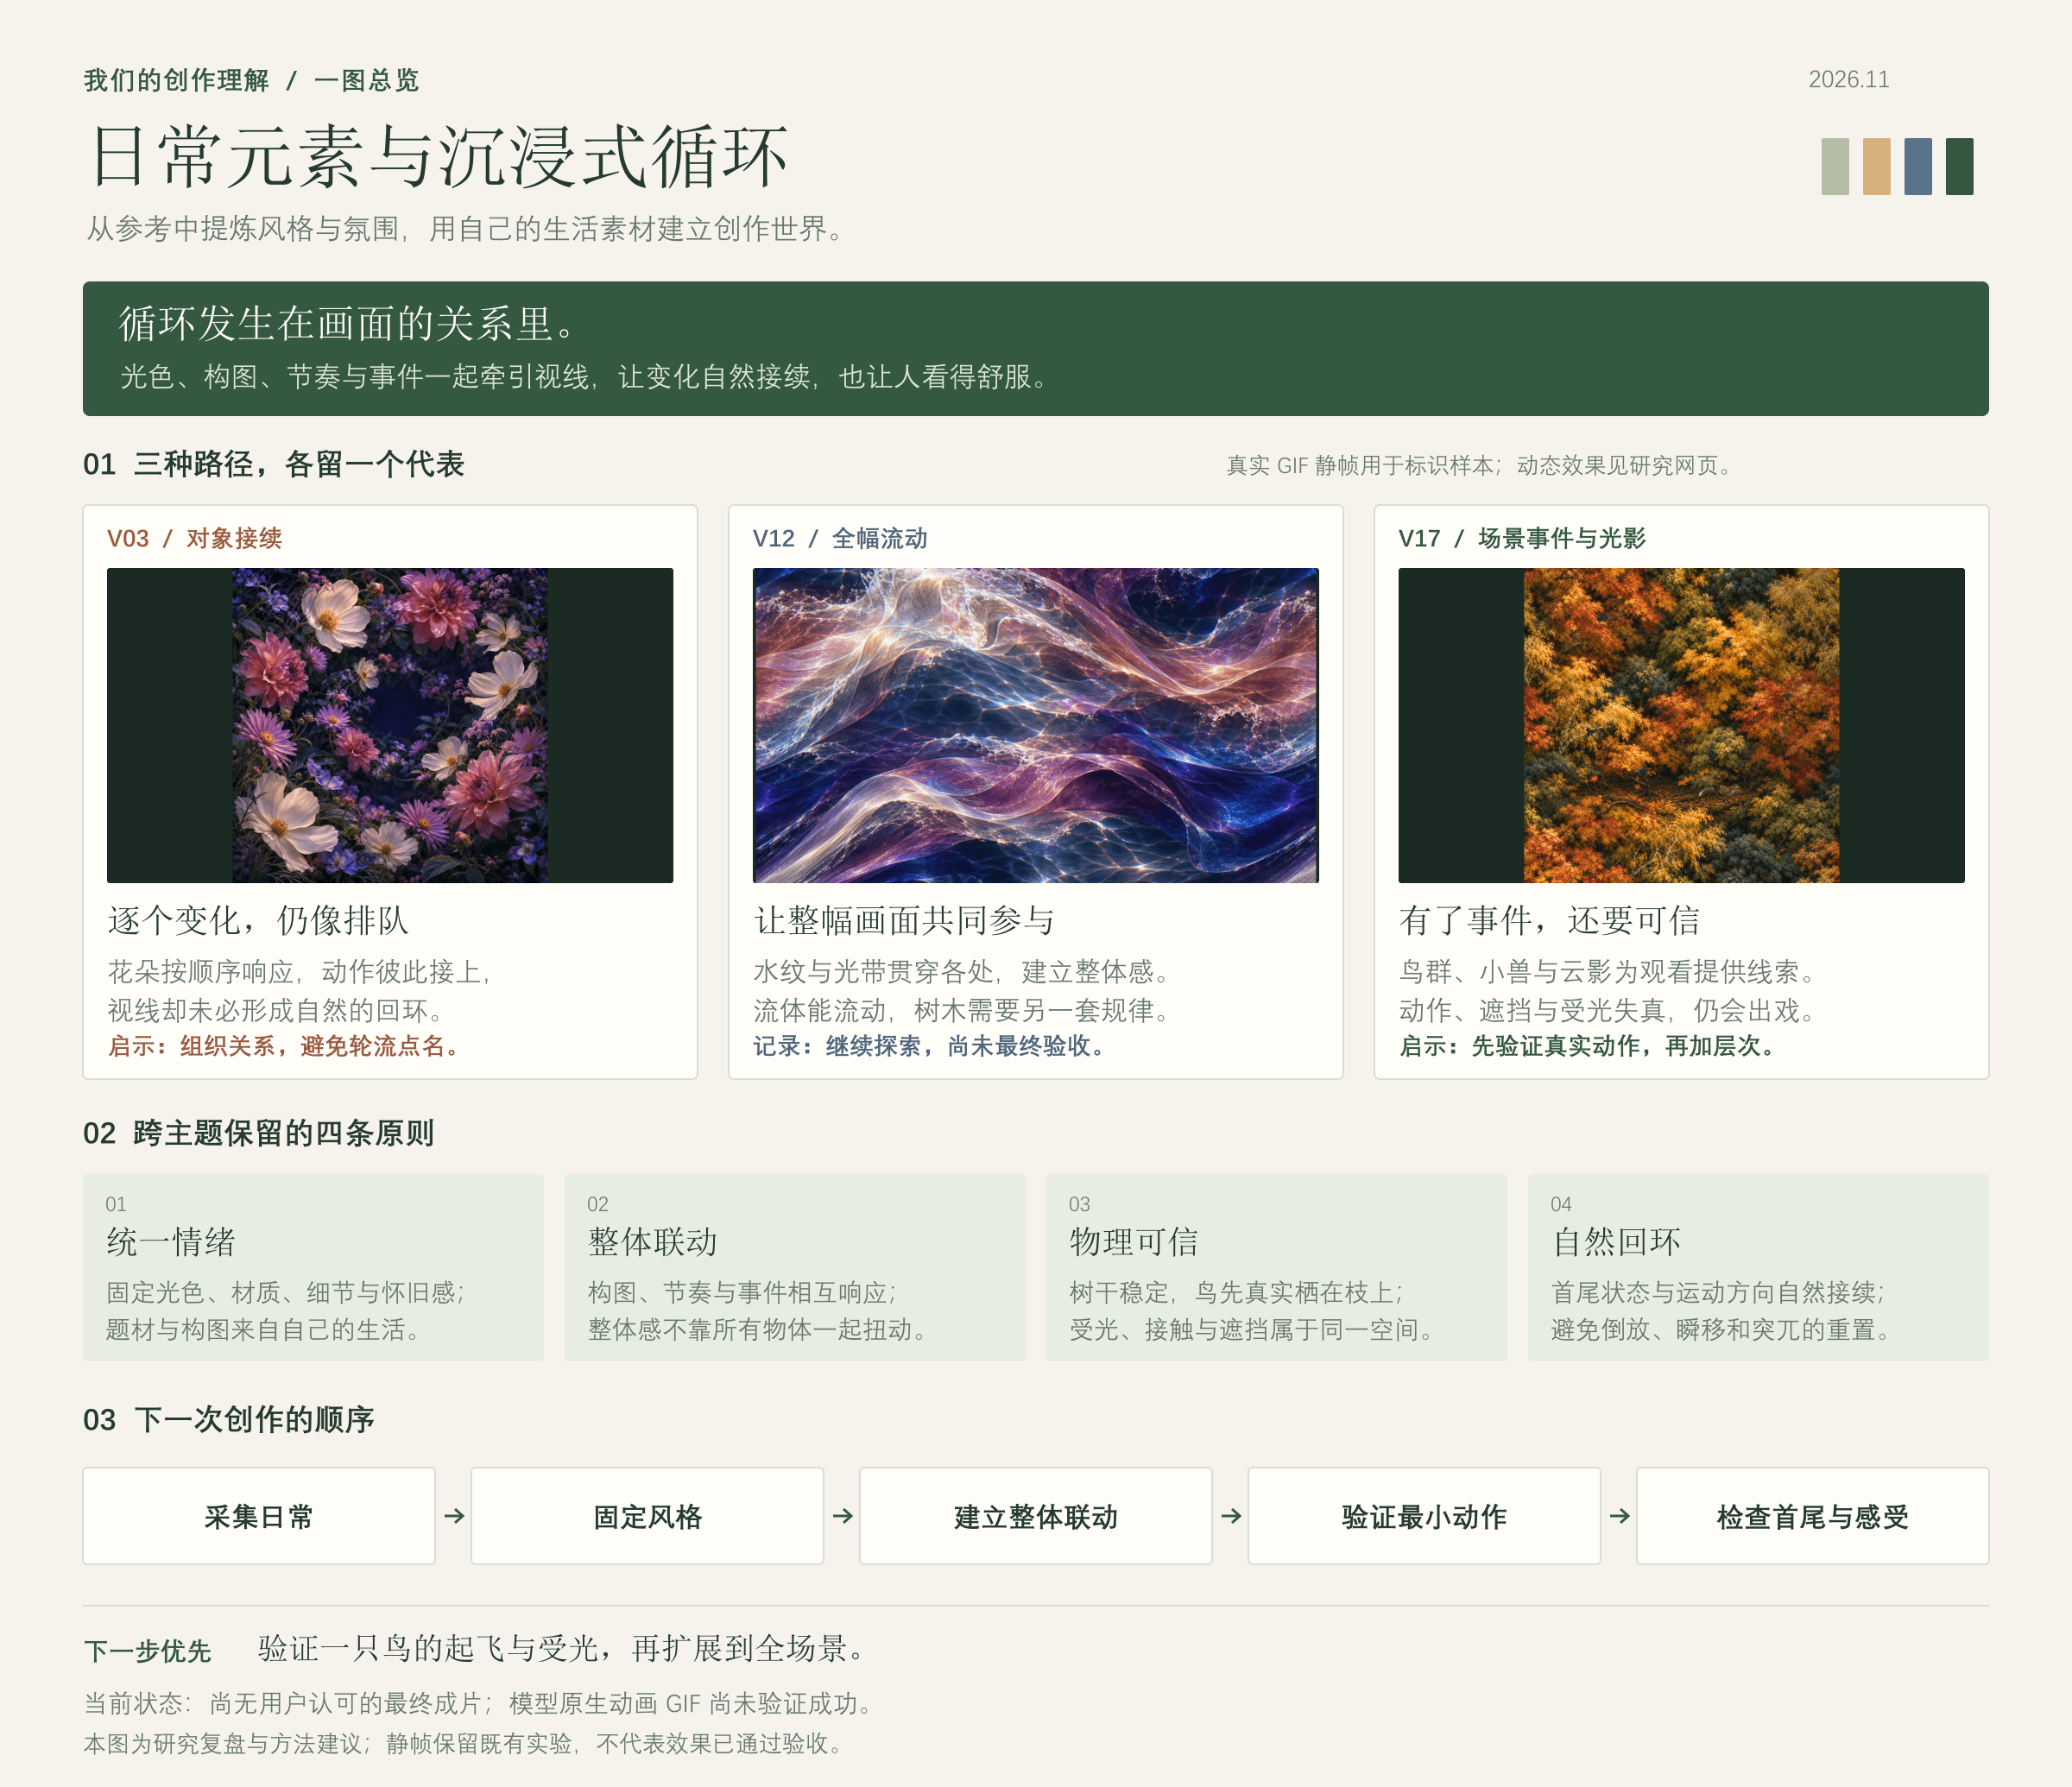 我们的创作理解 / 一图总览
2026.11
日常元素与沉浸式循环
从参考中提炼风格与氛围，用自己的生活素材建立创作世界。
循环发生在画面的关系里。
光色、构图、节奏与事件一起牵引视线，让变化自然接续，也让人看得舒服。
01 三种路径，各留一个代表
真实 GIF 静帧用于标识样本；动态效果见研究网页。
V03 / 对象接续
逐个变化，仍像排队
花朵按顺序响应，动作彼此接上，
视线却未必形成自然的回环。
启示：组织关系，避免轮流点名。
V12 / 全幅流动
让整幅画面共同参与
水纹与光带贯穿各处，建立整体感。
流体能流动，树木需要另一套规律。
记录：继续探索，尚未最终验收。
V17 / 场景事件与光影
有了事件，还要可信
鸟群、小兽与云影为观看提供线索。
动作、遮挡与受光失真，仍会出戏。
启示：先验证真实动作，再加层次。
02 跨主题保留的四条原则
01
统一情绪
固定光色、材质、细节与怀旧感；
题材与构图来自自己的生活。
02
整体联动
构图、节奏与事件相互响应；
整体感不靠所有物体一起扭动。
03
物理可信
树干稳定，鸟先真实栖在枝上；
受光、接触与遮挡属于同一空间。
04
自然回环
首尾状态与运动方向自然接续；
避免倒放、瞬移和突兀的重置。
03 下一次创作的顺序
采集日常
→
固定风格
→
建立整体联动
→
验证最小动作
→
检查首尾与感受
下一步优先 验证一只鸟的起飞与受光，再扩展到全场景。
当前状态：尚无用户认可的最终成片；模型原生动画 GIF 尚未验证成功。
本图为研究复盘与方法建议；静帧保留既有实验，不代表效果已通过验收。